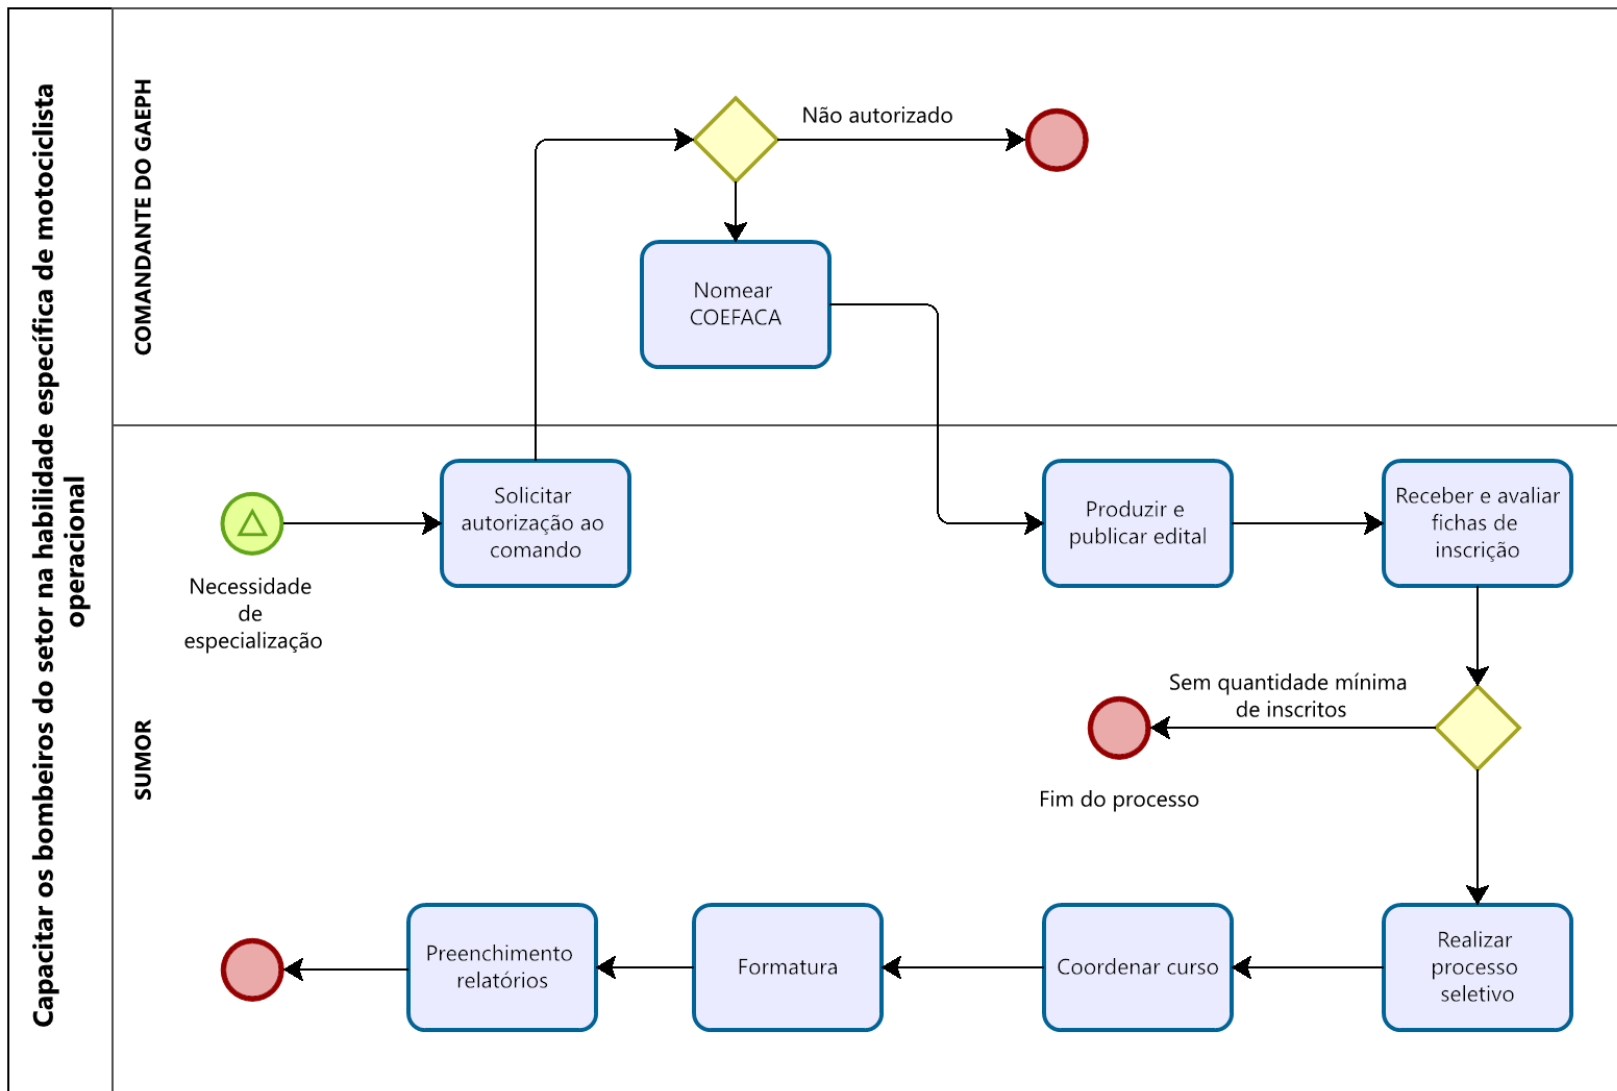 Capacitar os bombeiros do setor na habilidade específica de motociclista
operacional
COMANDANTE DO GAEPH
Não autorizado
Nomear
COEFACA
SUMOR
Necessidade
de
especialização
Solicitar
autorização ao
comando
Produzir e
publicar edital
Receber e avaliar
fichas de
inscrição
Sem quantidade mínima
de inscritos
Fim do processo
Realizar
processo
seletivo
Coordenar curso
Formatura
Preenchimento
relatórios